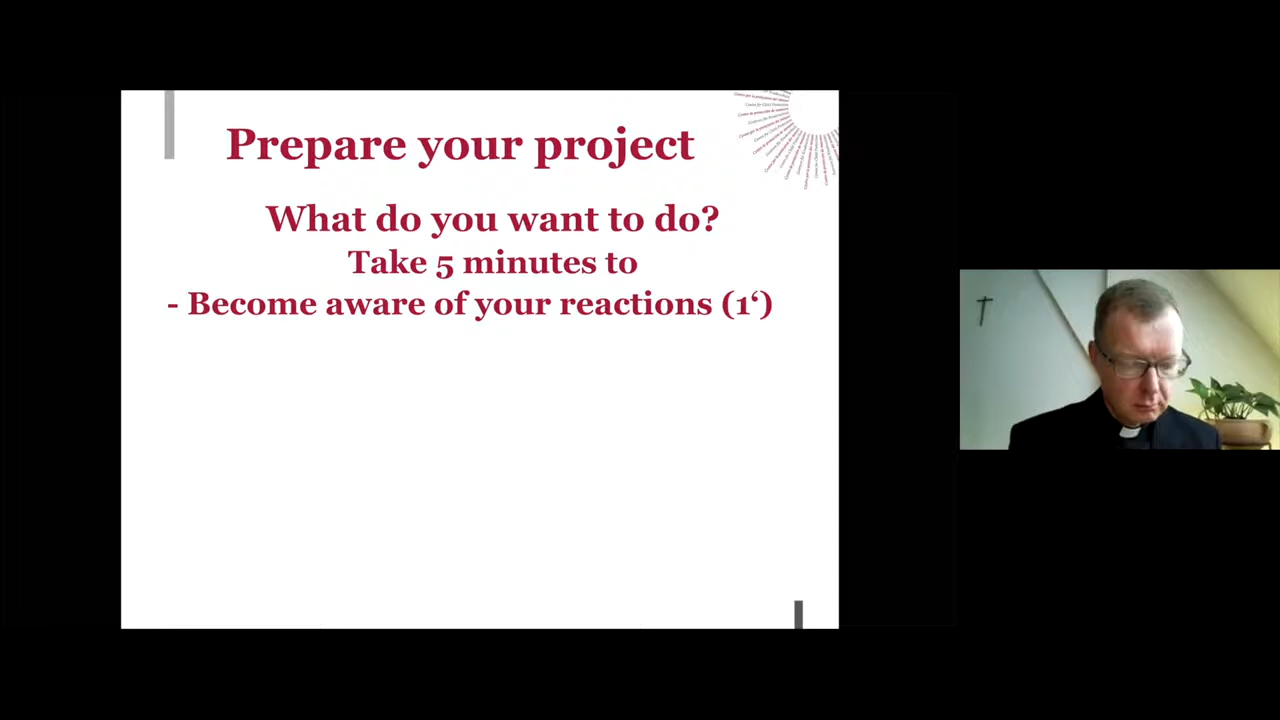 Prepare your project
What do you want to do?
Take 5 minutes to
- Become aware of your reactions (1‘)